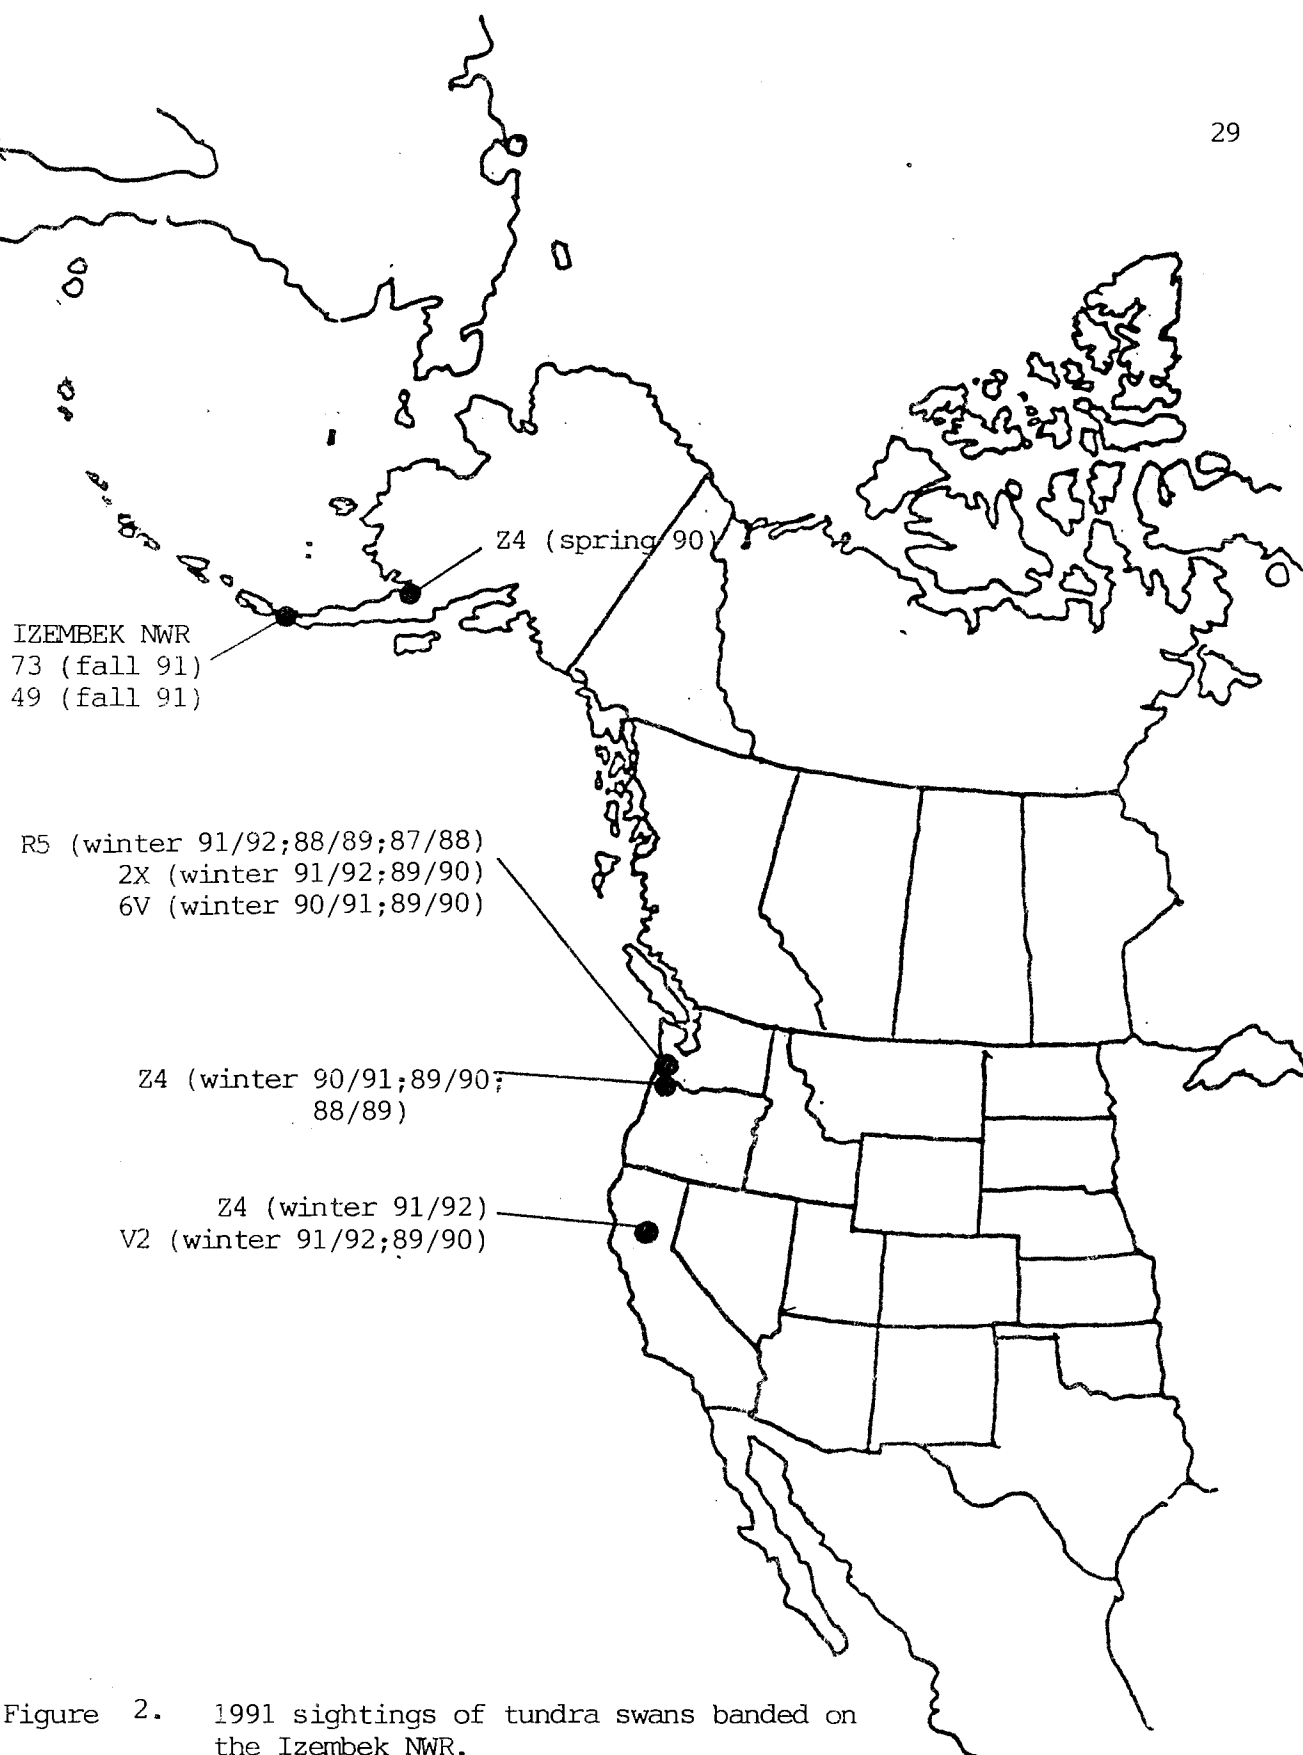 29
Z4 (spring 90)
IZEMBEK NWR
73 (fall 91)
49 (fall 91)
R5 (winter 91/92;88/89;87/88)
2X (winter 91/92;89/90)
6V (winter 90/91;89/90)
Z4 (winter 90/91;89/90;
88/89)
Z4 (winter 91/92)
V2 (winter 91/92;89/90)
Figure 2. 1991 sightings of tundra swans banded on
the Izembek NWR.